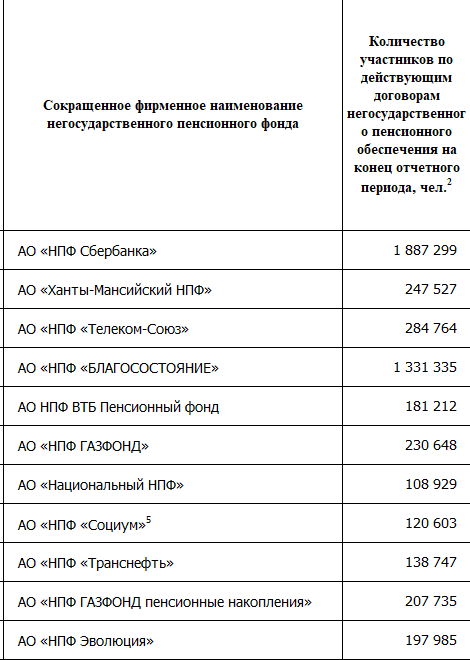 Сокращенное фирменное наименование
негосударственного пенсионного фонда
Количество
участников по
действующим
договорам
негосударственног
о пенсионного
обеспечения на
конец отчетного
периода, чел.2
АО «НПФ Сбербанка» 1 887 299
АО «Ханты-Мансийский НПФ» 247 527
АО «НПФ «Телеком-Союз» 284 764
АО «НПФ «БЛАГОСОСТОЯНИЕ» 1 331 335
АО НПФ ВТБ Пенсионный фонд 181 212
АО «НПФ ГАЗФОНД» 230 648
АО «Национальный НПФ» 108 929
АО «НПФ «Социум»5 120 603
АО «НПФ «Транснефть» 138 747
АО «НПФ ГАЗФОНД пенсионные накопления» 207 735
АО «НПФ Эволюция» 197 985